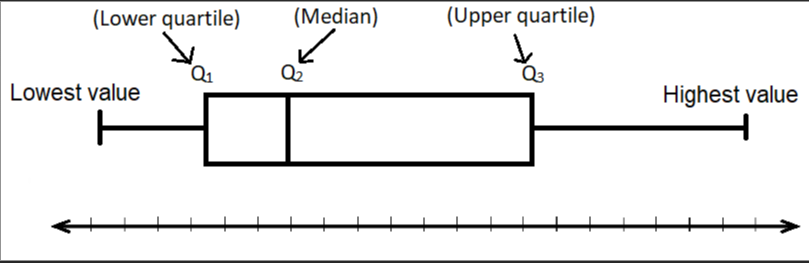 (Lower quartile) (Median) (Upper quartile)
Q1 Q2 Q3
Lowest value Highest value